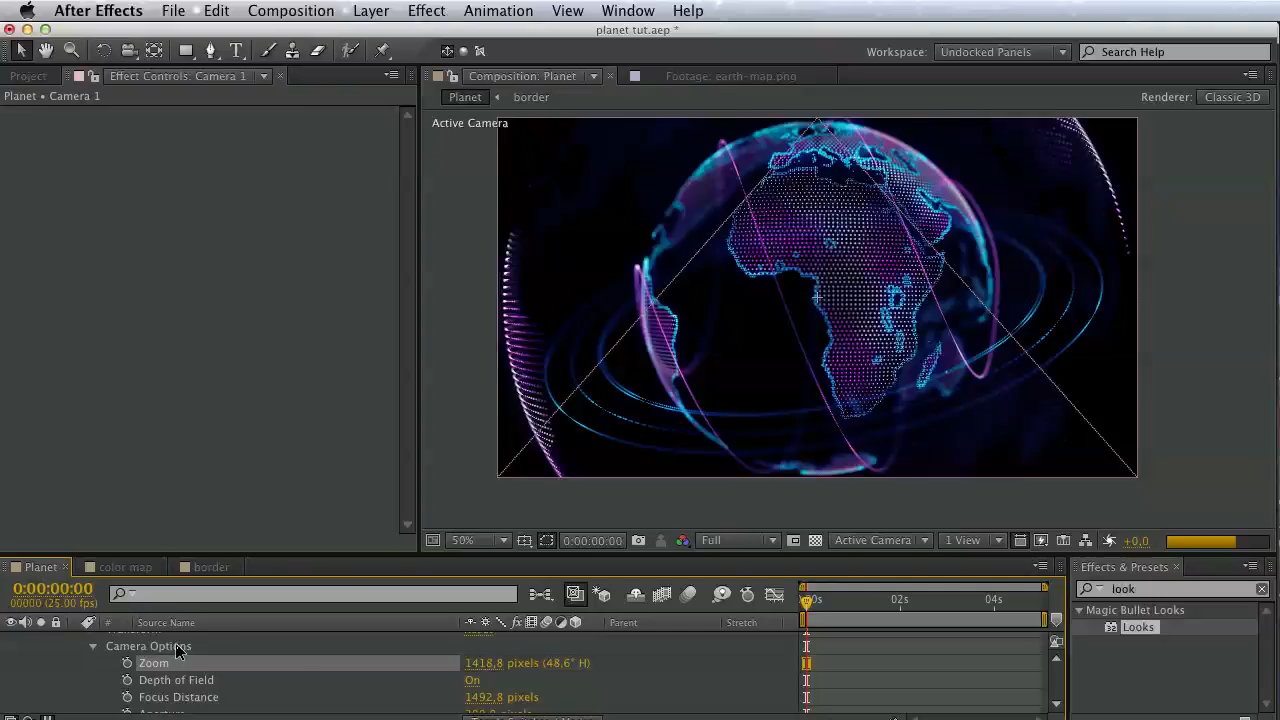 After Effects File Edit Composition Layer Effect Animation View Window Help
planet tut.aep *
Workspace: Undocked Panels Search Help
Project Effect Controls: Camera 1 Composition: Planet Footage: earth-map.png
Planet • Camera 1 Planet border Renderer: Classic 3D
Active Camera
50% 0:00:00:00 Full Active Camera 1 View +0,0
Planet color map border Effects & Presets
0:00:00:00
00000 (25.00 fps)
look
0s 02s 04s
Magic Bullet Looks
# Source Name Parent Stretch
Looks
Camera Options
Zoom 1418,8 pixels (48.6° H)
Depth of Field On
Focus Distance 1492,8 pixels